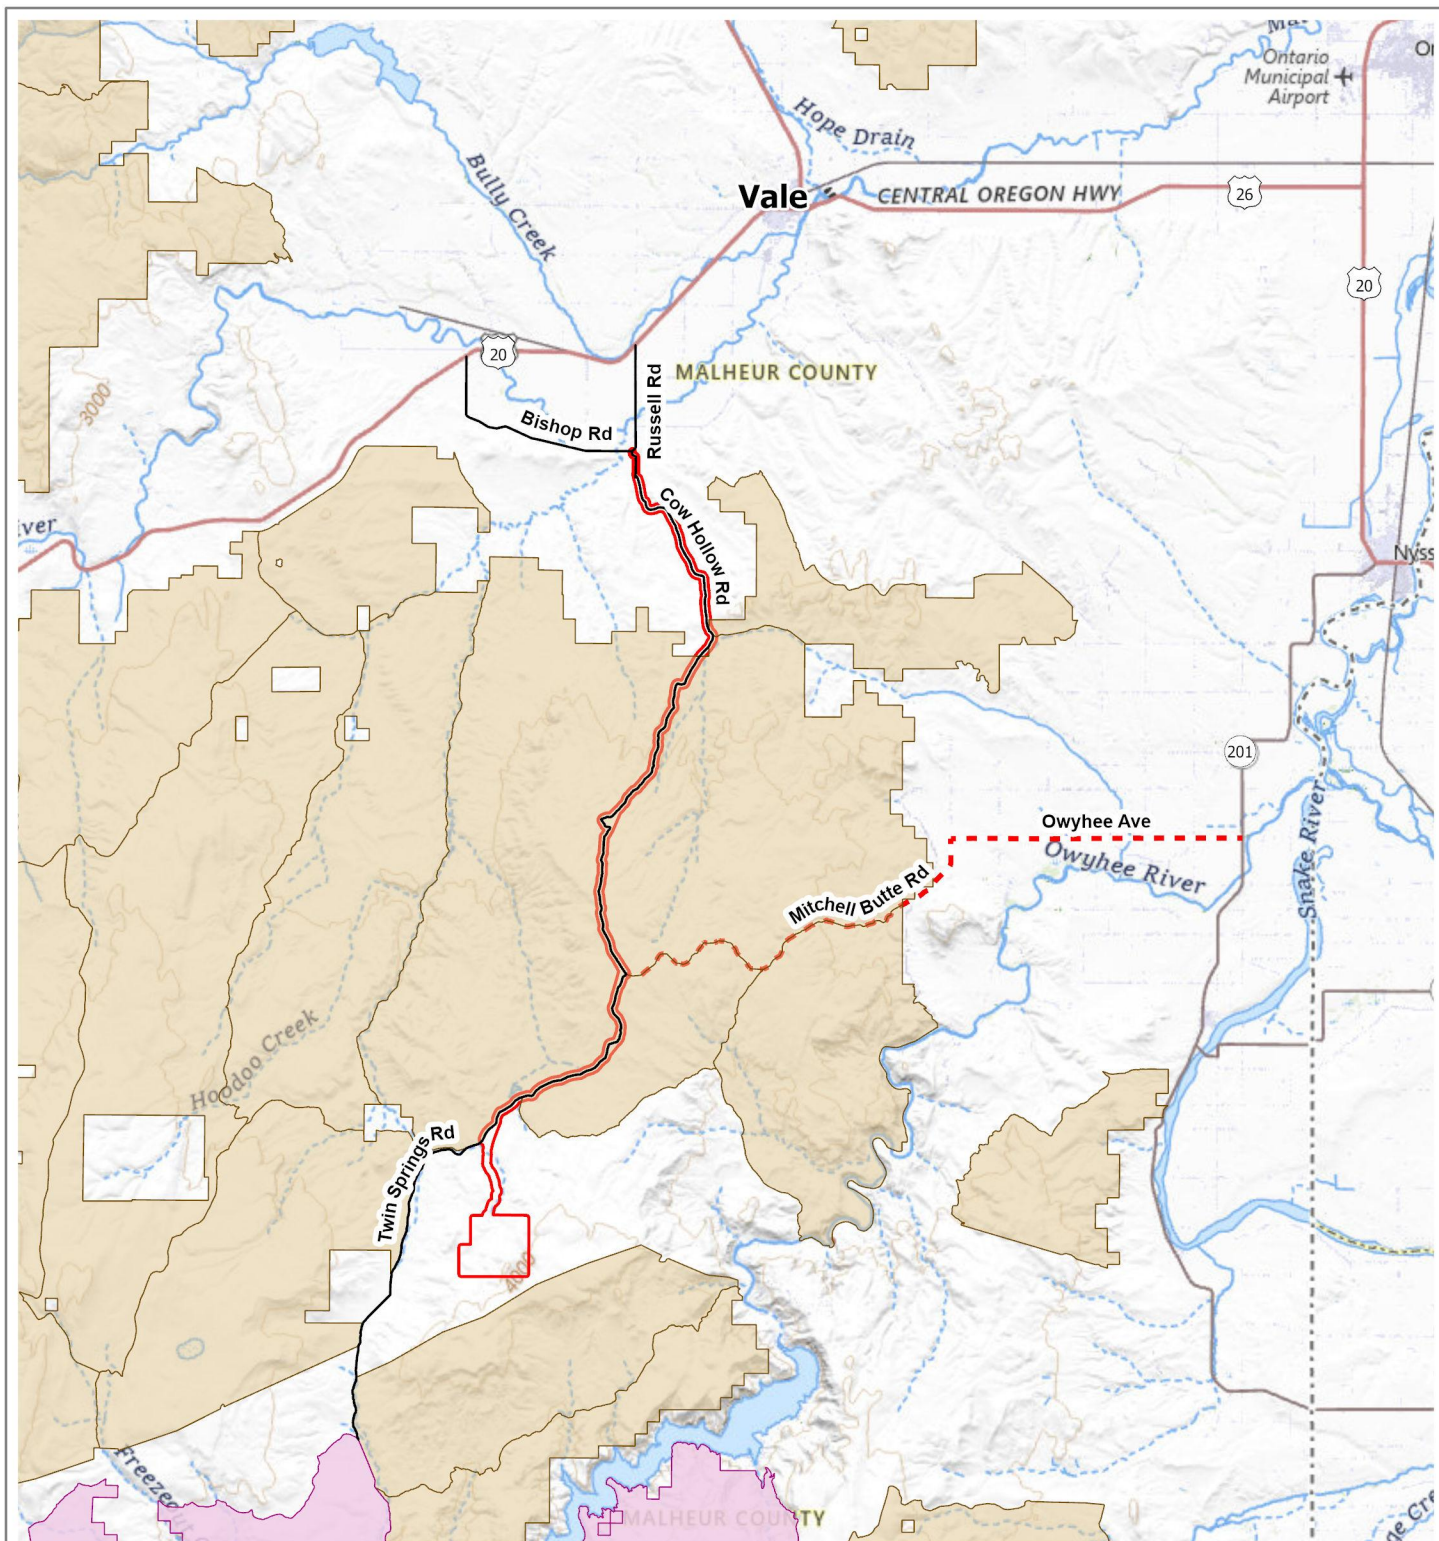 Ontario
Municipal
Airport
Hope Drain
Bully Creek
Vale
CENTRAL OREGON HWY
26
20
20
MALHEUR COUNTY
3000
Bishop Rd
Russell Rd
Cow Hollow Rd
201
Owyhee Ave
Owyhee River
Snake River
Mitchell Butte Rd
Hoodoo Creek
Twin Springs Rd
4000
MALHEUR COUNTY